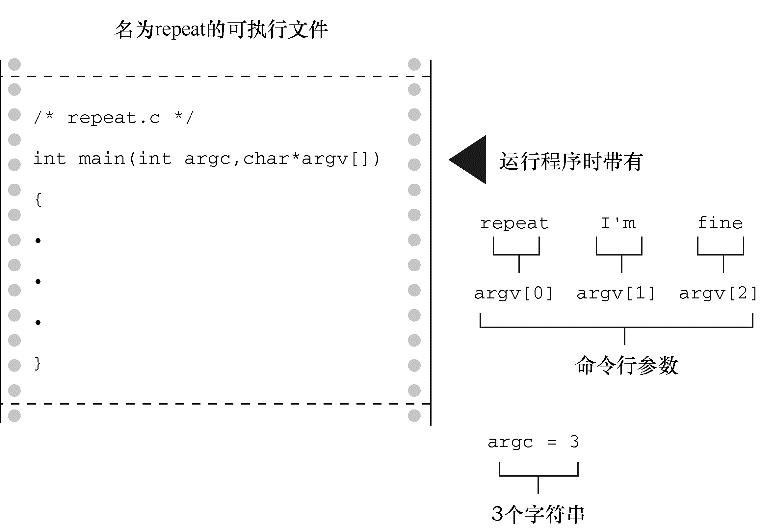 名为repeat的可执行文件
/* repeat.c */
int main(int argc,char*argv[])
{
•
•
•
}
运行程序时带有
repeat I'm fine
argv[0] argv[1] argv[2]
命令行参数
argc = 3
3个字符串